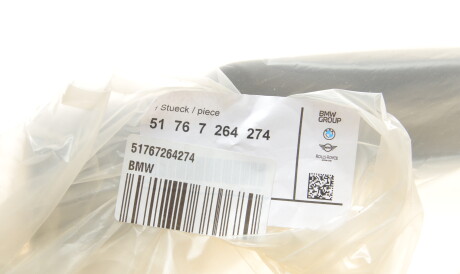 / Stueck / piece
51 76 7 264 274
BMW
GROUP
51767264274
BMW